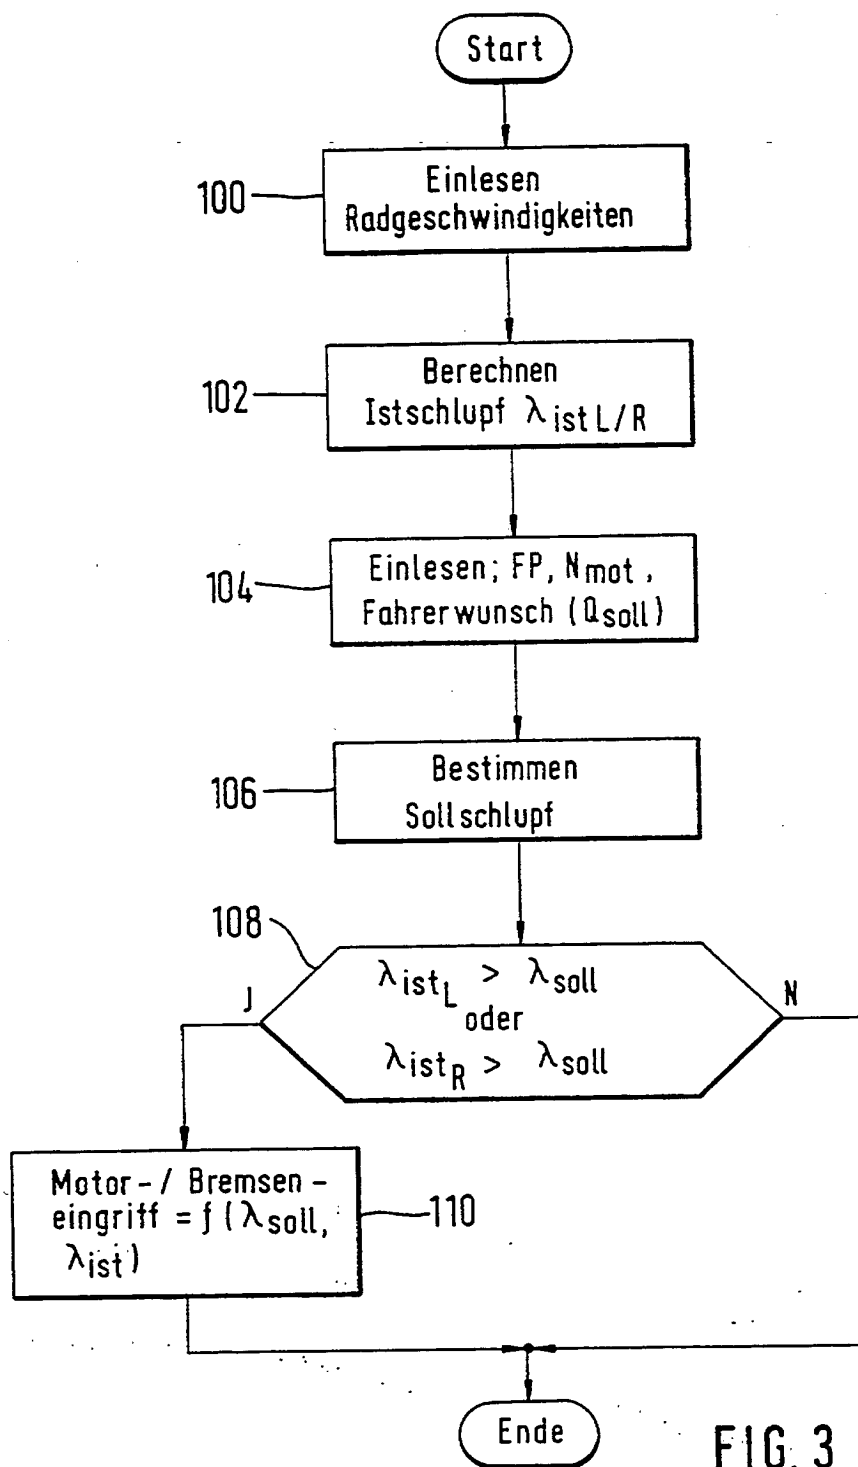 Start
100
Einlesen
Radgeschwindigkeiten
102
Berechnen
Istschlupf λist L/R
104
Einlesen; FP, Nmot,
Fahrerwunsch (Qsoll)
106
Bestimmen
Sollschlupf
108
J
N
λistL > λsoll
oder
λistR > λsoll
Motor-/ Bremsen-
eingriff = f (λsoll,
λist)
110
Ende
FIG. 3